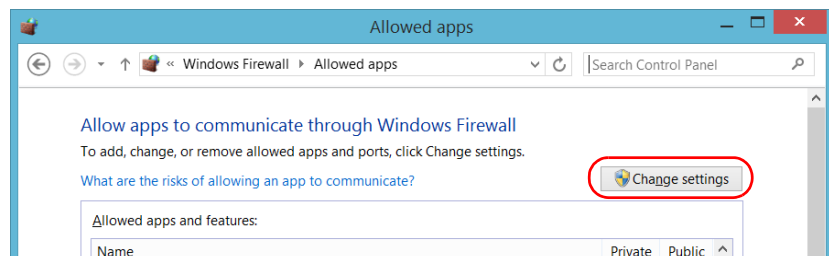 Allowed apps
« Windows Firewall ▸ Allowed apps
Search Control Panel
Allow apps to communicate through Windows Firewall
To add, change, or remove allowed apps and ports, click Change settings.
What are the risks of allowing an app to communicate?
Change settings
Allowed apps and features:
Name Private Public